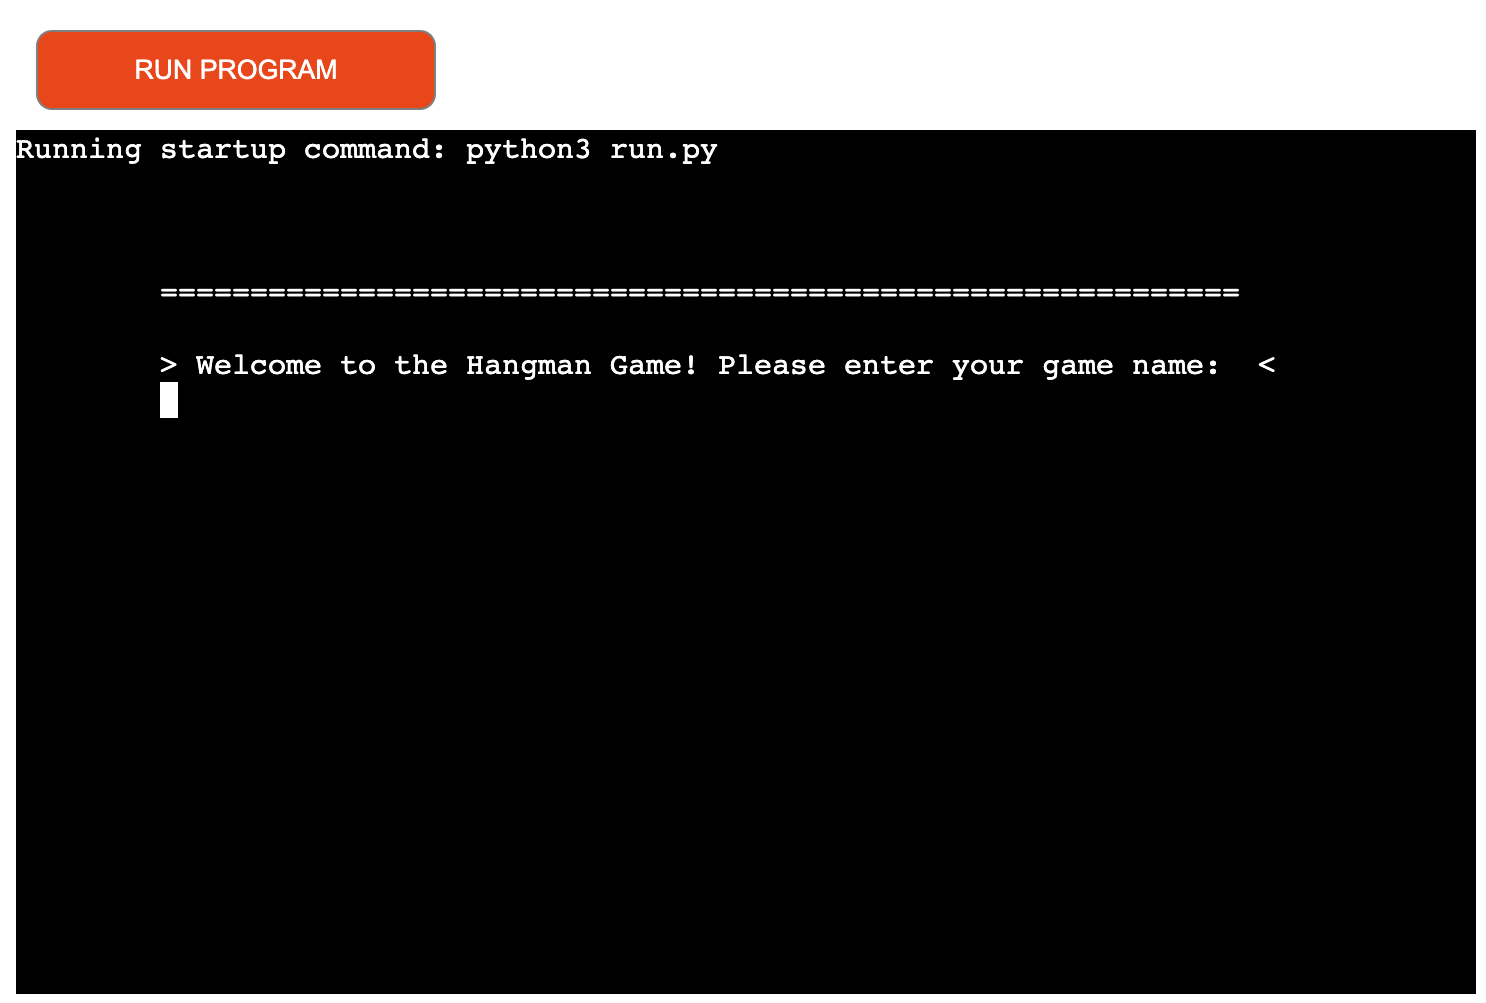 RUN PROGRAM
Running startup command: python3 run.py
============================================================
> Welcome to the Hangman Game! Please enter your game name:  <